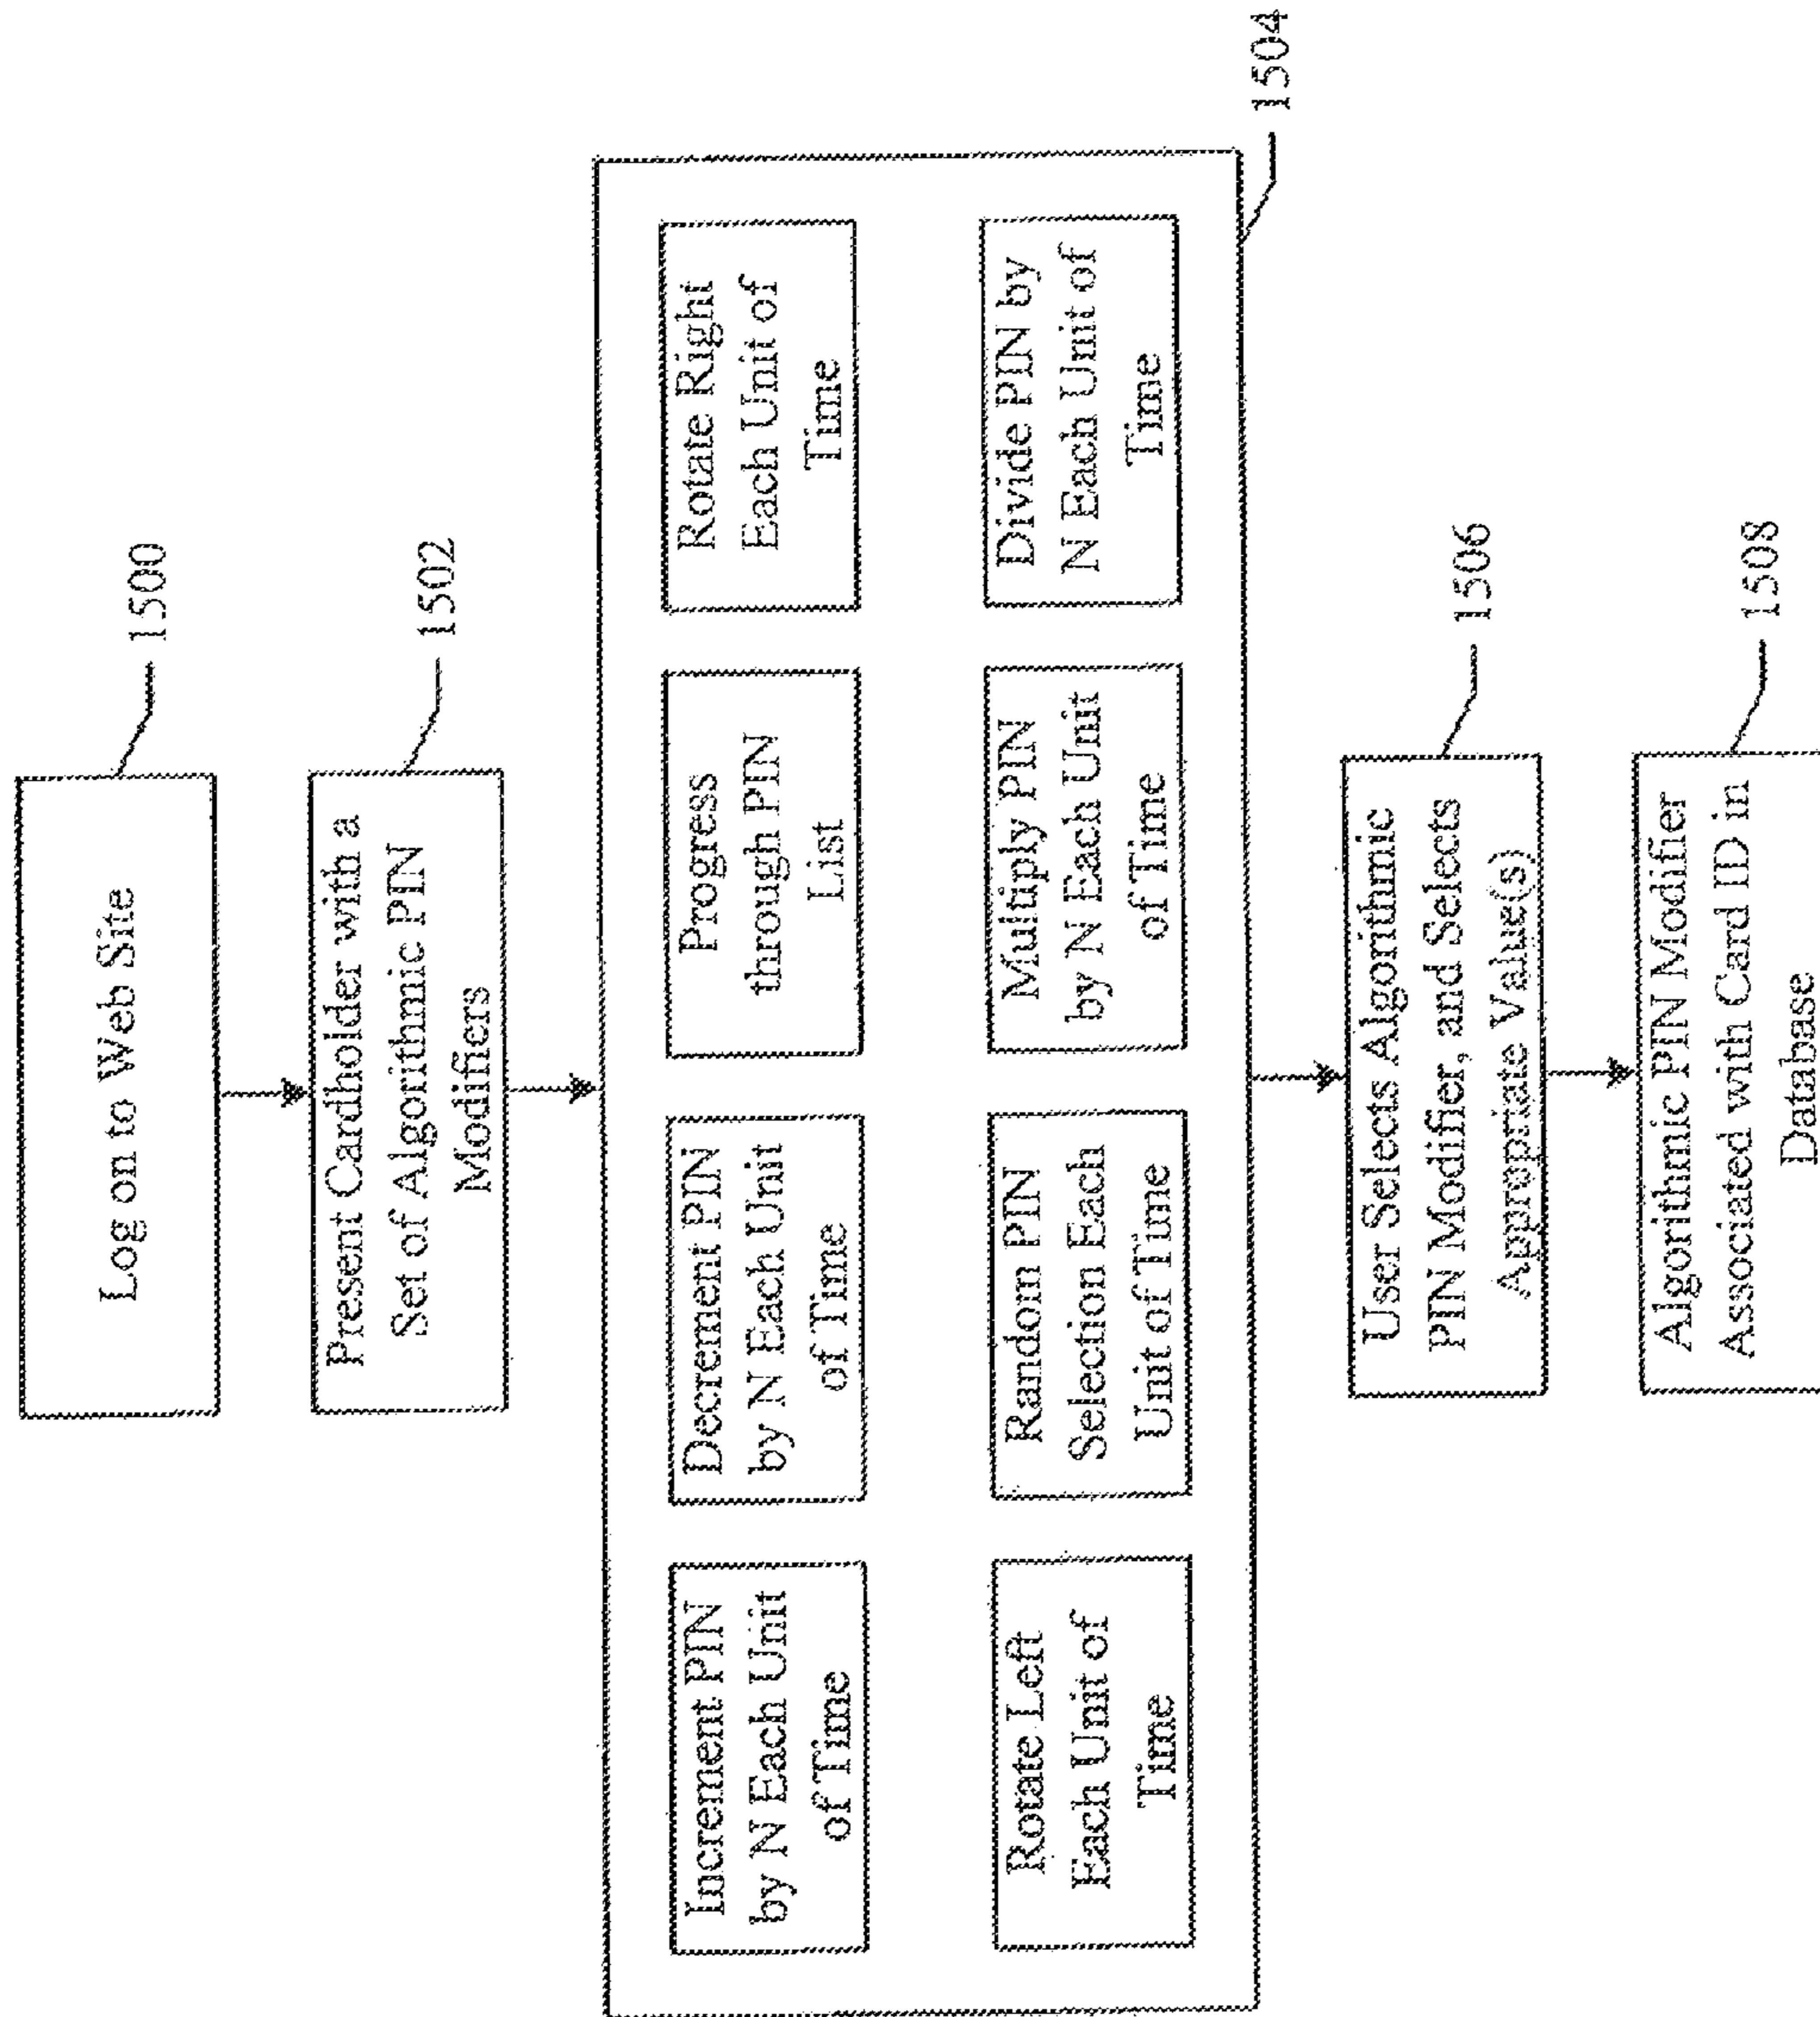 Log on to Web Site
1500
Present Cardholder with a
Set of Algorithmic PIN
Modifiers
1502
Increment PIN
by N Each Unit
of Time
Decrement PIN
by N Each Unit
of Time
Progress
through PIN
List
Rotate Right
Each Unit of
Time
Rotate Left
Each Unit of
Time
Random PIN
Selection Each
Unit of Time
Multiply PIN
by N Each Unit
of Time
Divide PIN by
N Each Unit of
Time
1504
User Selects Algorithmic
PIN Modifier, and Selects
Appropriate Value(s)
1506
Algorithmic PIN Modifier
Associated with Card ID in
Database
1508